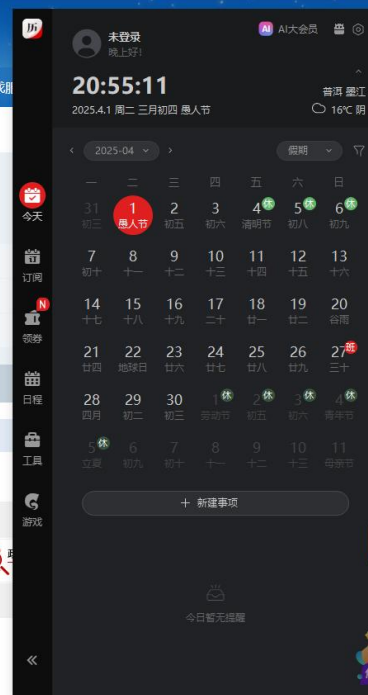 未登录
晚上好!
AI AI大会员
20:55:11
2025.4.1 周二 三月初四 愚人节
普洱 墨江
16℃ 阴
2025-04
假期
一 二 三 四 五 六 日
31 1 2 3 4休 5休 6休
初三 愚人节 初五 初六 清明节 初八 初九
7 8 9 10 11 12 13
初十 十一 十二 十三 十四 十五 十六
14 15 16 17 18 19 20
十七 十八 十九 二十 廿一 廿二 谷雨
21 22 23 24 25 26 27班
廿四 地球日 廿六 廿七 廿八 廿九 三十
28 29 30 1休 2休 3休 4休
四月 初二 初三 劳动节 初五 初六 青年节
5休 6 7 8 9 10 11
立夏 初九 初十 十一 十二 十三 母亲节
+ 新建事项
今日暂无提醒
今天
订阅
N
领券
日程
工具
游戏